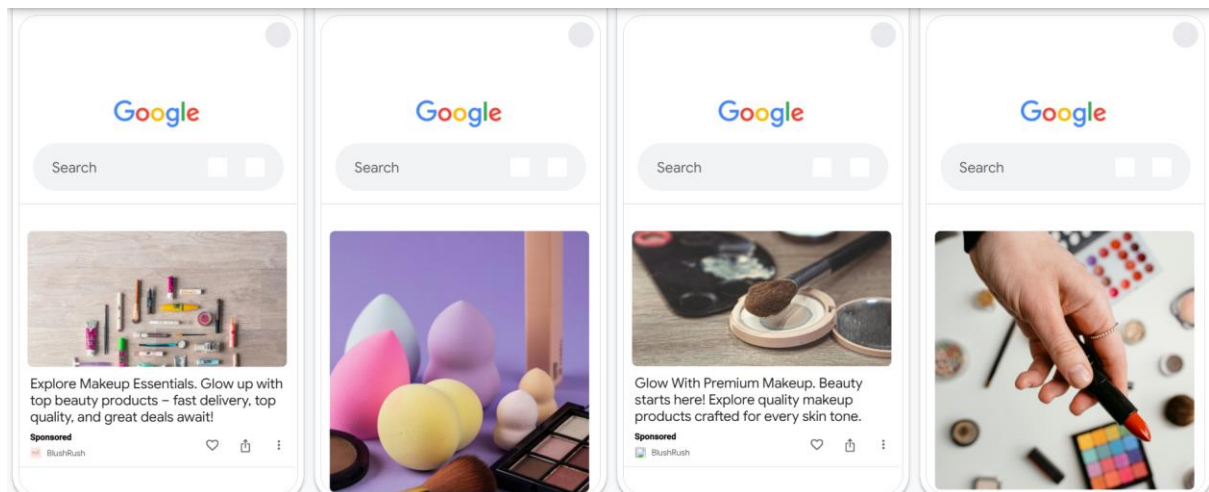 Google
Search
Explore Makeup Essentials. Glow up with
top beauty products – fast delivery, top
quality, and great deals await!
Sponsored
BlushRush
Google
Search
Google
Search
Glow With Premium Makeup. Beauty
starts here! Explore quality makeup
products crafted for every skin tone.
Sponsored
BlushRush
Google
Search